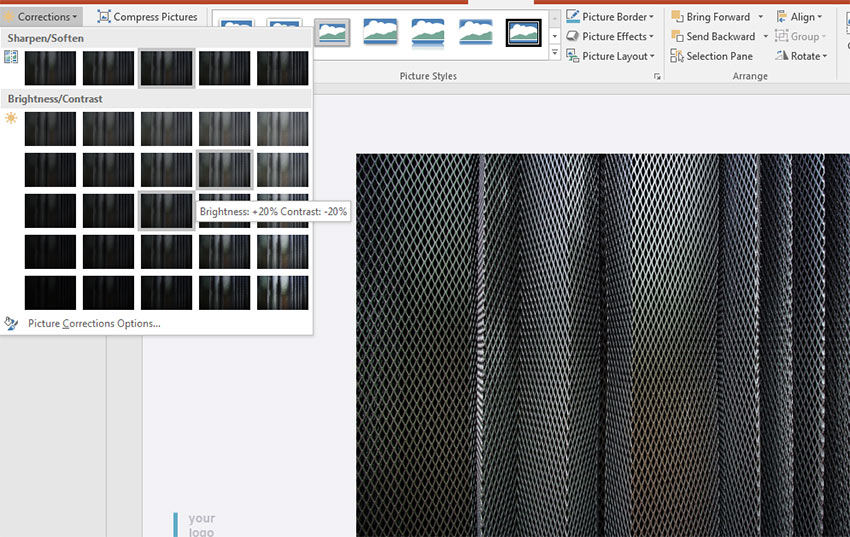 Corrections
Compress Pictures
Picture Border
Bring Forward
Align
Sharpen/Soften
Picture Effects
Send Backward
Group
Picture Layout
Selection Pane
Rotate
Picture Styles
Arrange
Brightness/Contrast
Brightness: +20% Contrast: -20%
Picture Corrections Options...
your
logo